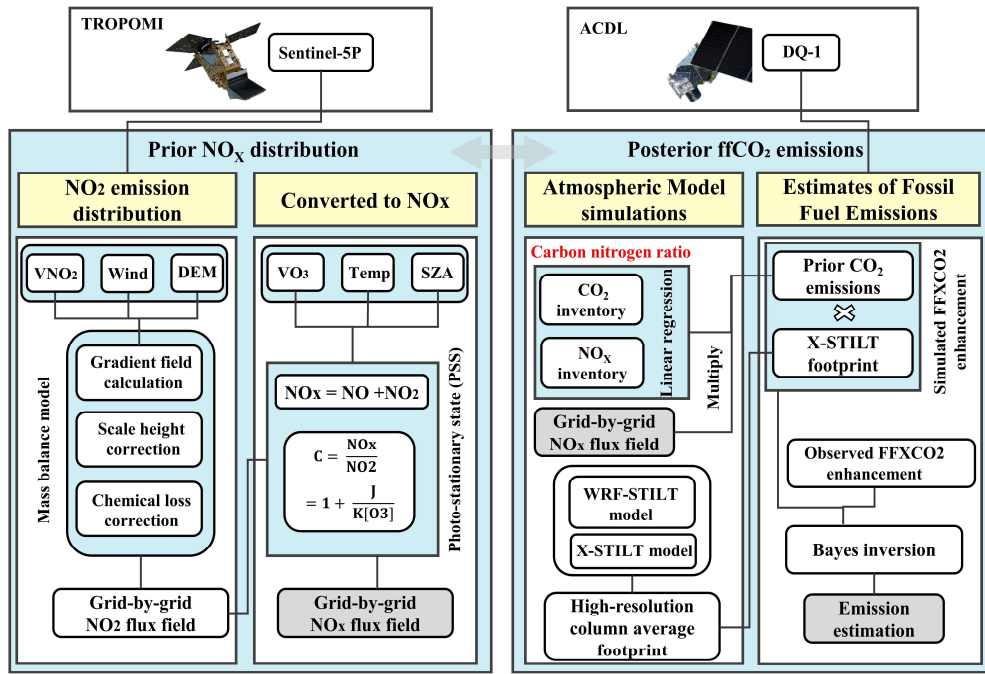 TROPOMI
Sentinel-5P
ACDL
DQ-1
Prior NOX distribution
NO2 emission
distribution
Converted to NOx
VNO2
Wind
DEM
Mass balance model
Gradient field
calculation
Scale height
correction
Chemical loss
correction
Grid-by-grid
NO2 flux field
VO3
Temp
SZA
NOx = NO +NO2
C = NOx / NO2
= 1 + J / K[O3]
Photo-stationary state (PSS)
Grid-by-grid
NOx flux field
Posterior ffCO2 emissions
Atmospheric Model
simulations
Estimates of Fossil
Fuel Emissions
Carbon nitrogen ratio
CO2
inventory
NOX
inventory
Linear regression
Multiply
Grid-by-grid
NOx flux field
WRF-STILT
model
X-STILT model
High-resolution
column average
footprint
Prior CO2
emissions
X-STILT
footprint
Simulated FFXCO2
enhancement
Observed FFXCO2
enhancement
Bayes inversion
Emission
estimation